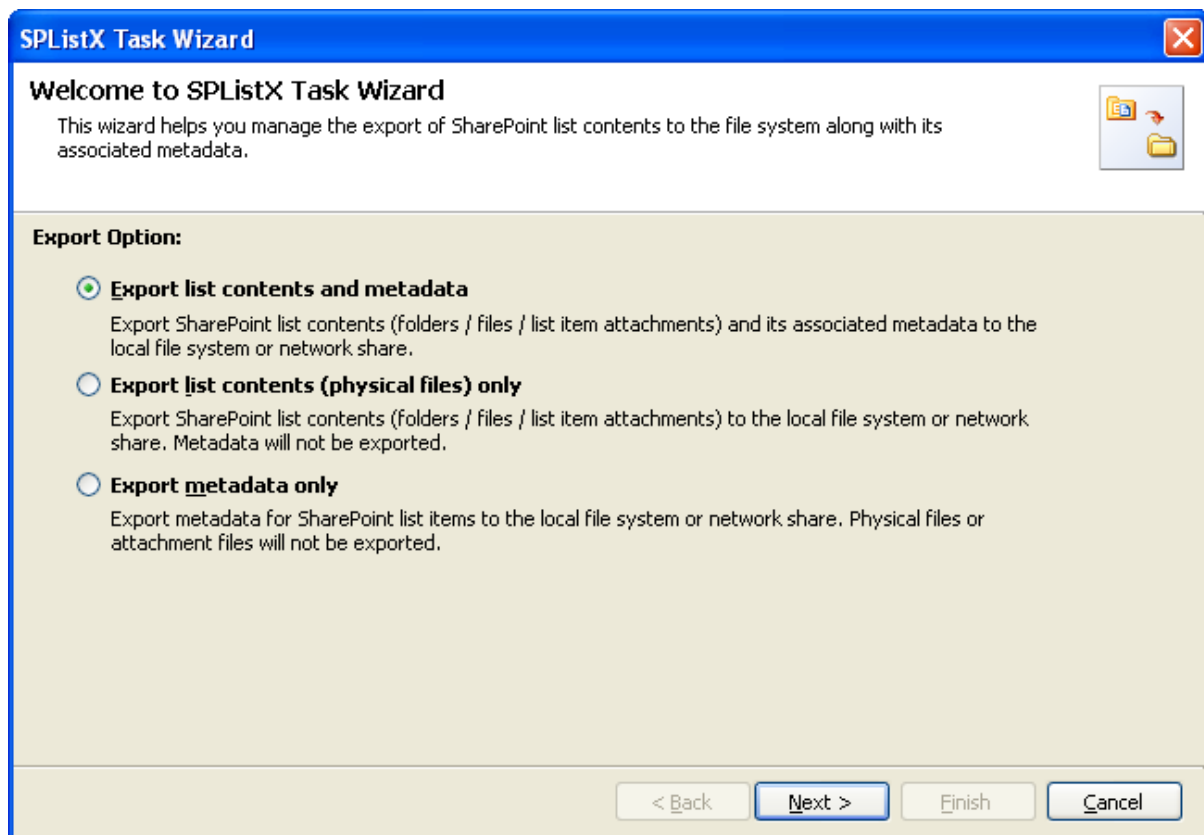 SPListX Task Wizard
Welcome to SPListX Task Wizard
This wizard helps you manage the export of SharePoint list contents to the file system along with its
associated metadata.
Export Option:
Export list contents and metadata
Export SharePoint list contents (folders / files / list item attachments) and its associated metadata to the
local file system or network share.
Export list contents (physical files) only
Export SharePoint list contents (folders / files / list item attachments) to the local file system or network
share. Metadata will not be exported.
Export metadata only
Export metadata for SharePoint list items to the local file system or network share. Physical files or
attachment files will not be exported.
< Back Next > Finish Cancel